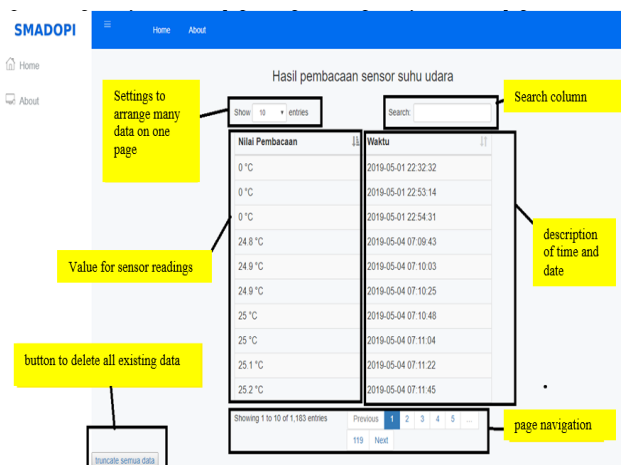 SMADOPI
Home About
Home
About
Hasil pembacaan sensor suhu udara
Settings to
arrange many
data on one
page
Search column
Show 10 entries
Search:
Nilai Pembacaan Waktu
0 °C 2019-05-01 22:32:32
0 °C 2019-05-01 22:53:14
0 °C 2019-05-01 22:54:31
24.8 °C 2019-05-04 07:09:43
24.9 °C 2019-05-04 07:10:03
24.9 °C 2019-05-04 07:10:25
25 °C 2019-05-04 07:10:48
25 °C 2019-05-04 07:11:04
25.1 °C 2019-05-04 07:11:22
25.2 °C 2019-05-04 07:11:45
Value for sensor readings
description
of time and
date
button to delete all existing data
Showing 1 to 10 of 1,183 entries
Previous 1 2 3 4 5 ...
119 Next
page navigation
truncate semua data